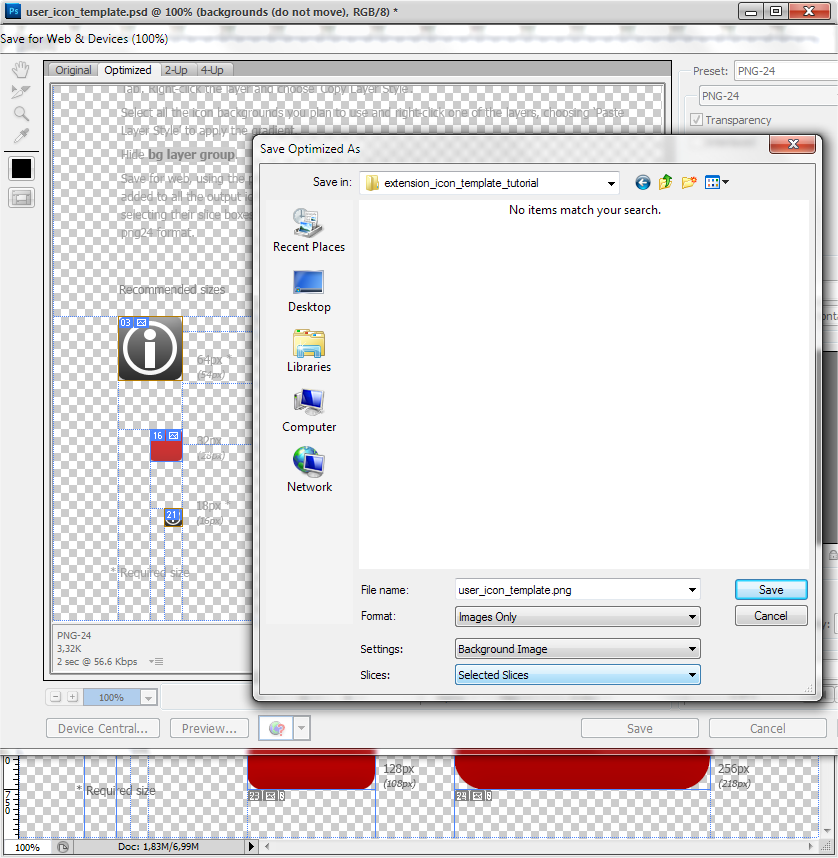 user_icon_template.psd @ 100% (backgrounds (do not move), RGB/8) *
Save for Web & Devices (100%)
Original Optimized 2-Up 4-Up
Preset: PNG-24
PNG-24
Transparency
Tab'. Right-click the layer and choose 'Copy Layer Style'.
Select all the icon backgrounds you plan to use and right-click one of the layers, choosing 'Paste
Layer Style' to apply the gradient.
Hide bg layer group.
Save for web, using the
added to all the output ic
selecting their slice boxes
png24 format.
Recommended sizes
03
64px *
(54px)
16
32px
(28px)
21
18px *
(16px)
* Required size
PNG-24
3,32K
2 sec @ 56.6 Kbps
100%
Save Optimized As
Save in: extension_icon_template_tutorial
No items match your search.
Recent Places
Desktop
Libraries
Computer
Network
File name: user_icon_template.png Save
Format: Images Only Cancel
Settings: Background Image
Slices: Selected Slices
Device Central... Preview... Save Cancel
128px
(108px)
256px
(218px)
* Required size
23
24
0
7
5
0
100% Doc: 1,83M/6,99M